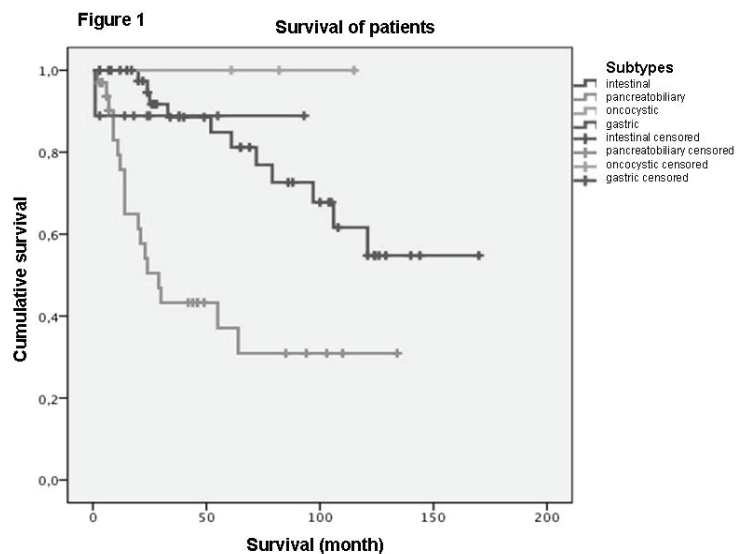 Figure 1
Survival of patients
Cumulative survival
1,0
0,8
0,6
0,4
0,2
0,0
0
50
100
150
200
Survival (month)
Subtypes
intestinal
pancreatobiliary
oncocystic
gastric
intestinal censored
pancreatobiliary censored
oncocystic censored
gastric censored